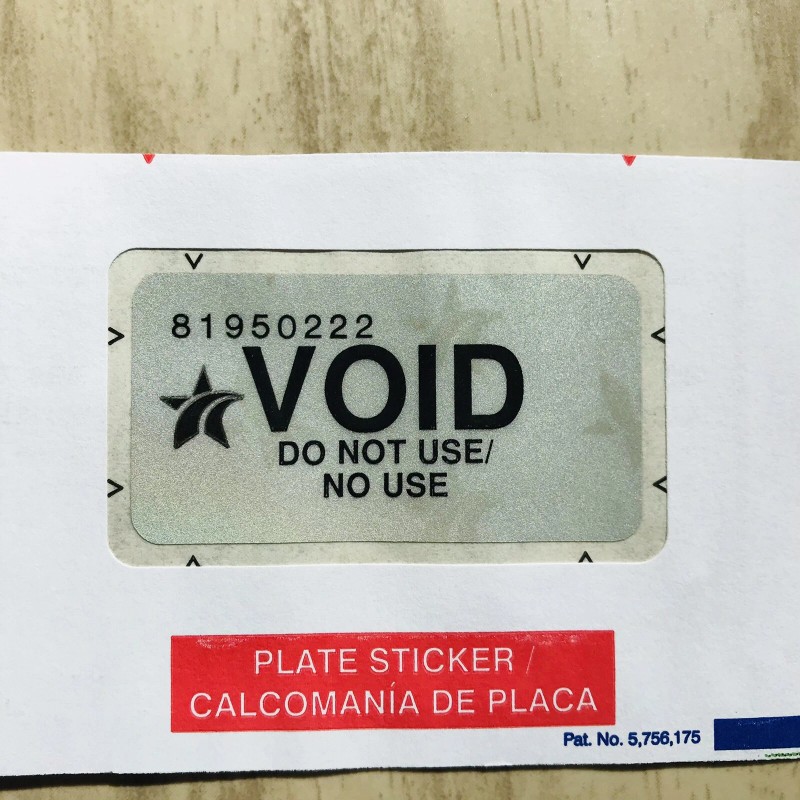 81950222
VOID
DO NOT USE/
NO USE
PLATE STICKER /
CALCOMANÍA DE PLACA
Pat. No. 5,756,175